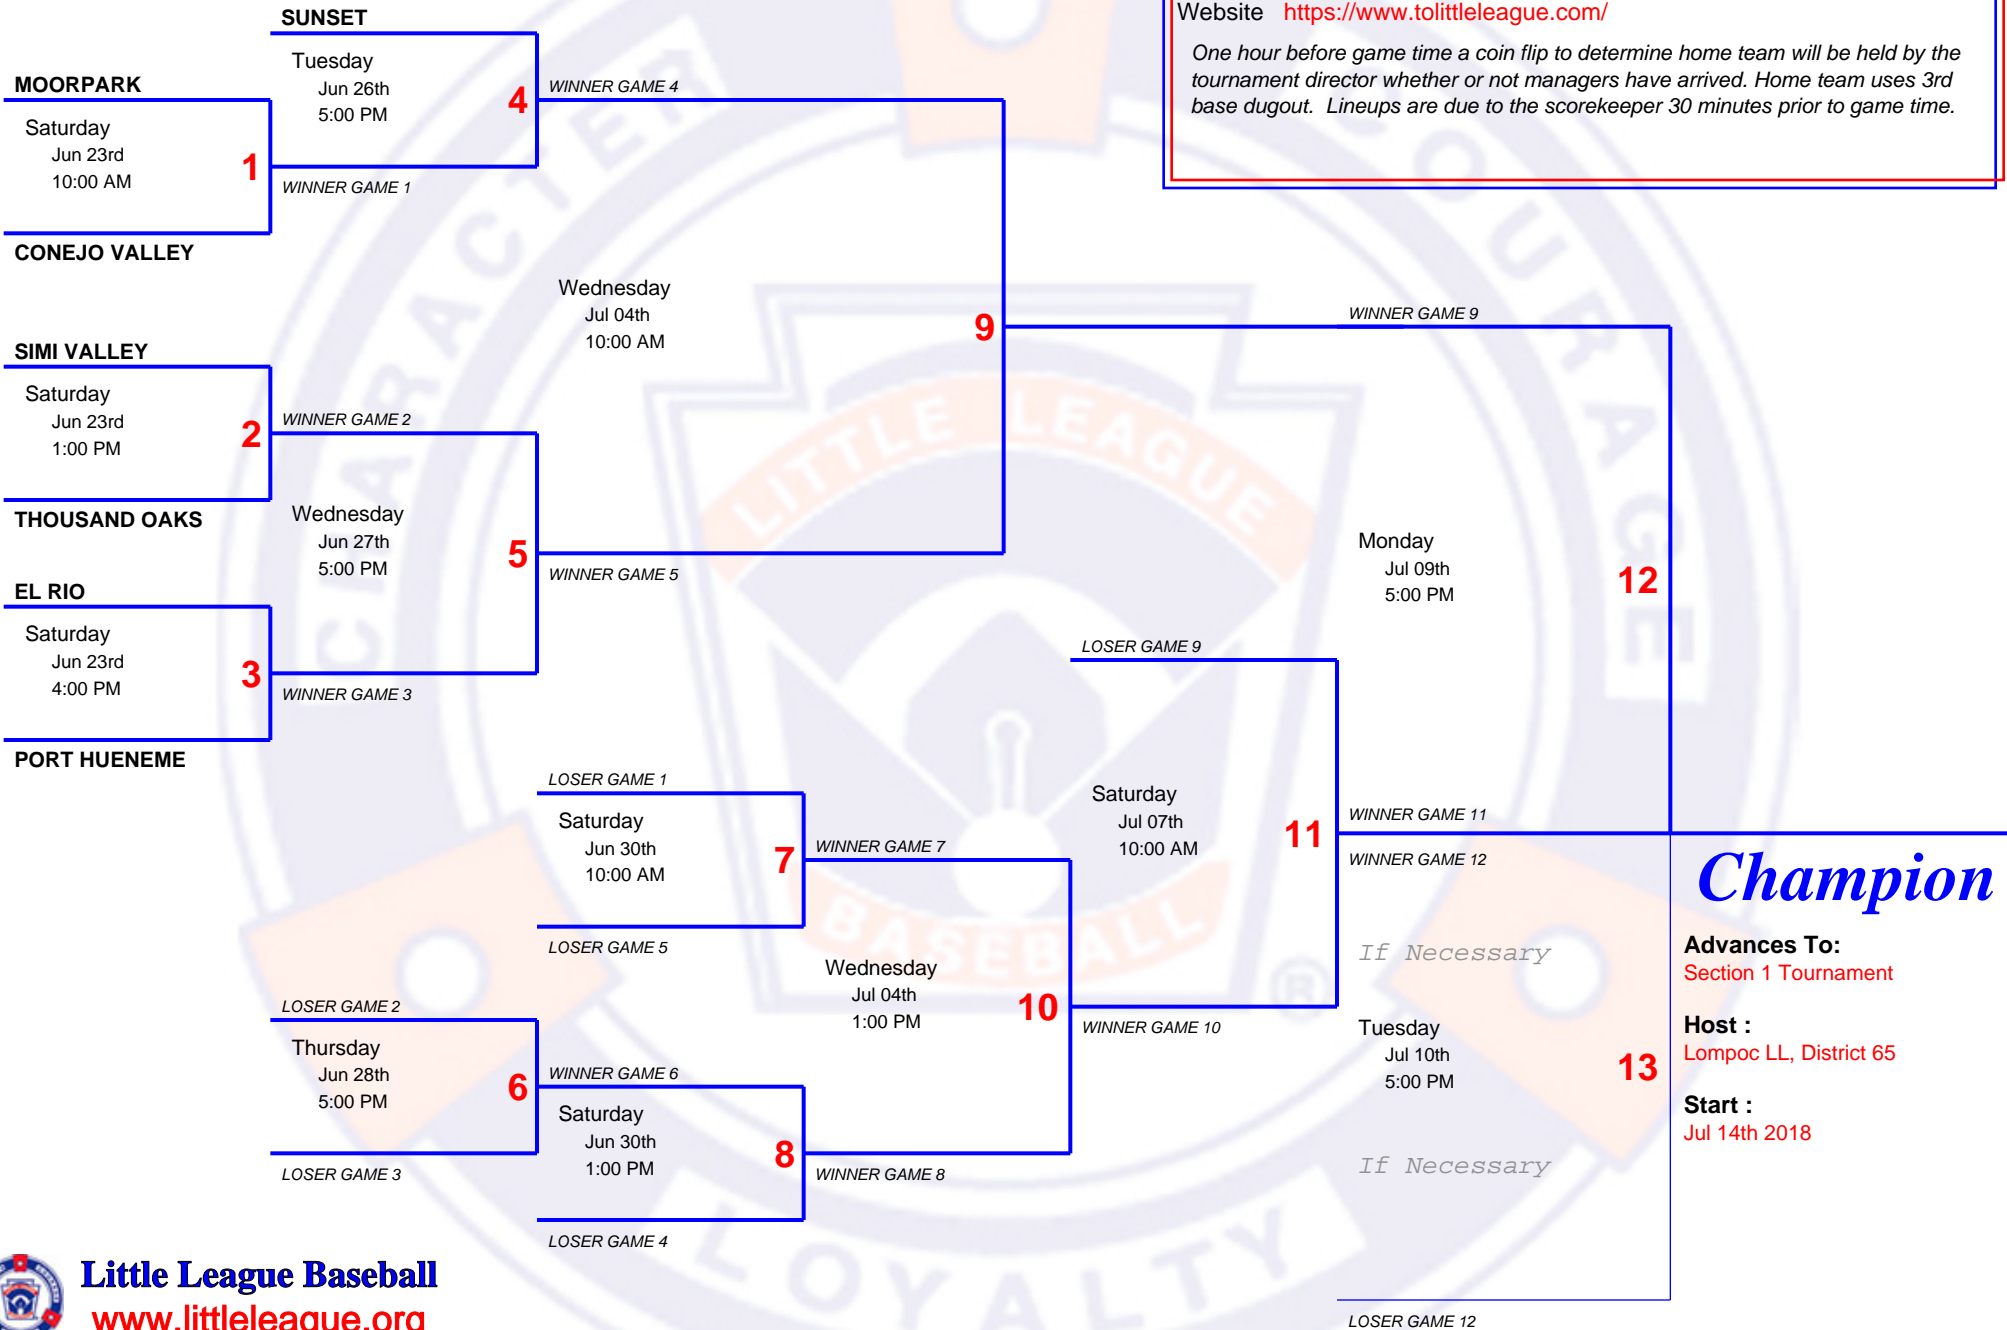 Website https://www.tolittleleague.com/
One hour before game time a coin flip to determine home team will be held by the
tournament director whether or not managers have arrived. Home team uses 3rd
base dugout. Lineups are due to the scorekeeper 30 minutes prior to game time.
SUNSET
Tuesday
Jun 26th
5:00 PM
4
WINNER GAME 4
MOORPARK
Saturday
Jun 23rd
10:00 AM
1
WINNER GAME 1
CONEJO VALLEY
Wednesday
Jul 04th
10:00 AM
9
WINNER GAME 9
SIMI VALLEY
Saturday
Jun 23rd
1:00 PM
2
WINNER GAME 2
THOUSAND OAKS
Wednesday
Jun 27th
5:00 PM
5
WINNER GAME 5
EL RIO
Saturday
Jun 23rd
4:00 PM
3
WINNER GAME 3
PORT HUENEME
Monday
Jul 09th
5:00 PM
12
LOSER GAME 9
LOSER GAME 1
Saturday
Jun 30th
10:00 AM
7
WINNER GAME 7
LOSER GAME 5
Saturday
Jul 07th
10:00 AM
11
WINNER GAME 11
WINNER GAME 12
Champion
If Necessary
Advances To:
Section 1 Tournament
Host :
Lompoc LL, District 65
Start :
Jul 14th 2018
Wednesday
Jul 04th
1:00 PM
10
WINNER GAME 10
LOSER GAME 2
Thursday
Jun 28th
5:00 PM
6
WINNER GAME 6
LOSER GAME 3
Saturday
Jun 30th
1:00 PM
8
WINNER GAME 8
LOSER GAME 4
Tuesday
Jul 10th
5:00 PM
13
If Necessary
LOSER GAME 12
Little League Baseball
www.littleleague.org
CHARACTER
COURAGE
LOYALTY
LITTLE LEAGUE
BASEBALL
®